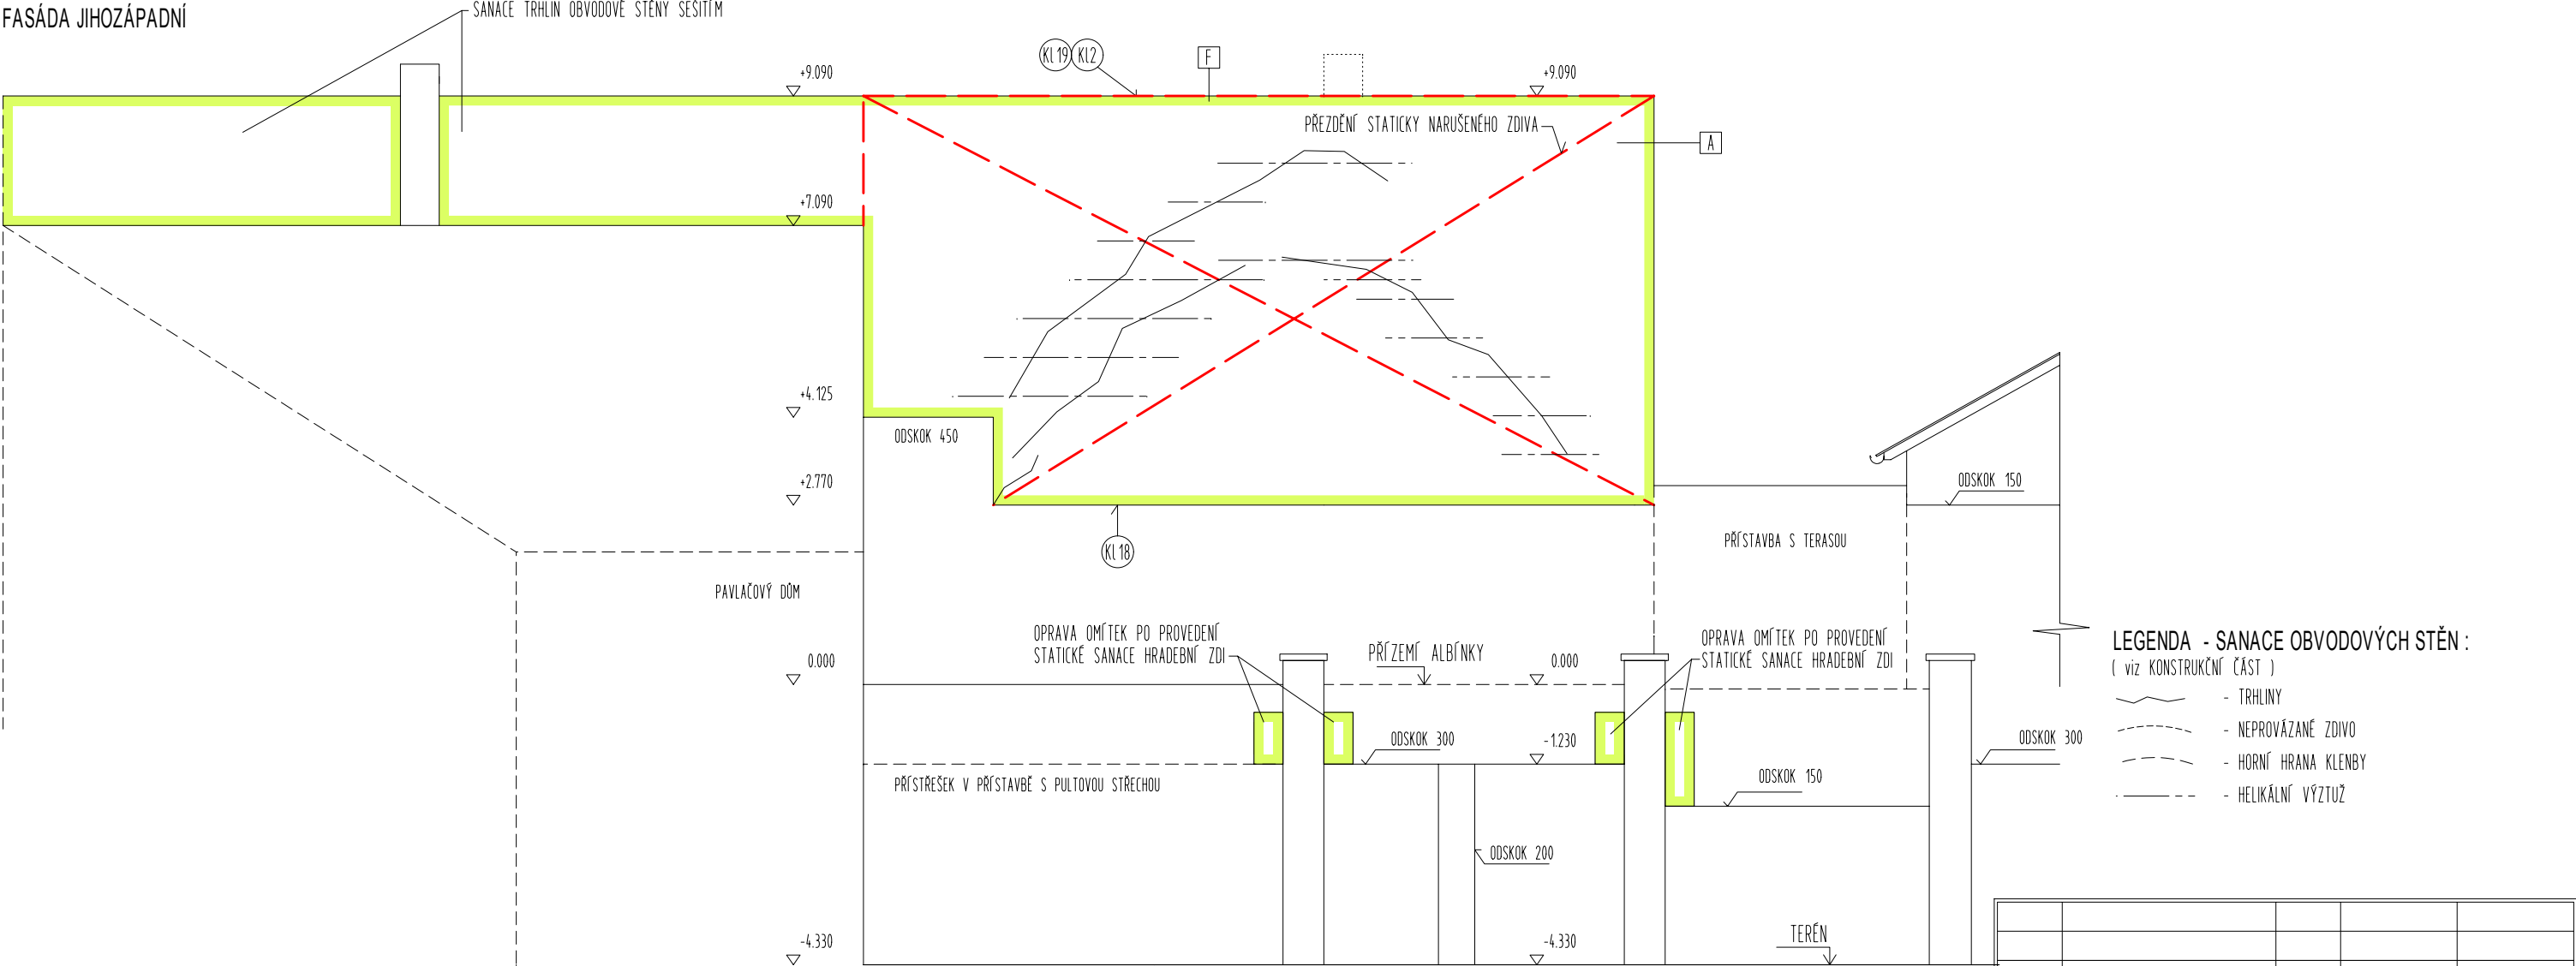 FASÁDA JIHOZÁPADNÍ
SANACE TRHLIN OBVODOVÉ STĚNY SEŠITÍM
KL19
KL2
F
+9.090
+9.090
PŘEZDĚNÍ STATICKY NARUŠENÉHO ZDIVA
A
+7.090
+4.125
ODSKOK 450
+2.770
ODSKOK 150
KL18
PŘÍSTAVBA S TERASOU
PAVLAČOVÝ DŮM
OPRAVA OMÍTEK PO PROVEDENÍ
STATICKÉ SANACE HRADEBNÍ ZDI
PŘÍZEMÍ ALBÍNKY
OPRAVA OMÍTEK PO PROVEDENÍ
STATICKÉ SANACE HRADEBNÍ ZDI
0.000
0.000
LEGENDA - SANACE OBVODOVÝCH STĚN :
( viz KONSTRUKČNÍ ČÁST )
- TRHLINY
- NEPROVÁZANÉ ZDIVO
- HORNÍ HRANA KLENBY
- HELIKÁLNÍ VÝZTUŽ
ODSKOK 300
-1.230
ODSKOK 300
PŘÍSTŘEŠEK V PŘÍSTAVBĚ S PULTOVOU STŘECHOU
ODSKOK 150
ODSKOK 200
-4.330
-4.330
TERÉN